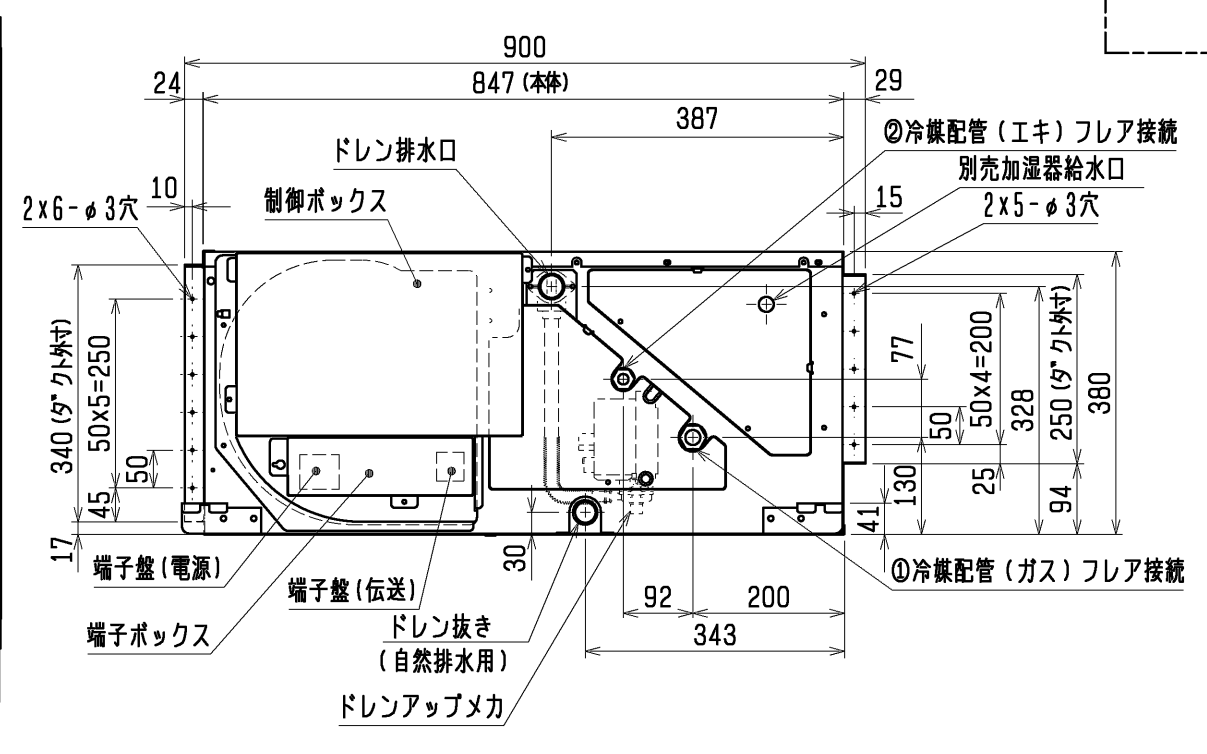 900
24
847 (本体)
29
387
②冷媒配管（エキ）フレア接続
ドレン排水口
別売加湿器給水口
10
制御ボックス
15
2x6-φ3穴
2x5-φ3穴
340 (ダクト外寸)
50x5=250
50
45
17
77
50
130
50x4=200
25
328
250 (ダクト外寸)
94
380
41
30
端子盤(電源)
端子盤(伝送)
①冷媒配管（ガス）フレア接続
92
200
端子ボックス
ドレン抜き
(自然排水用)
343
ドレンアップメカ